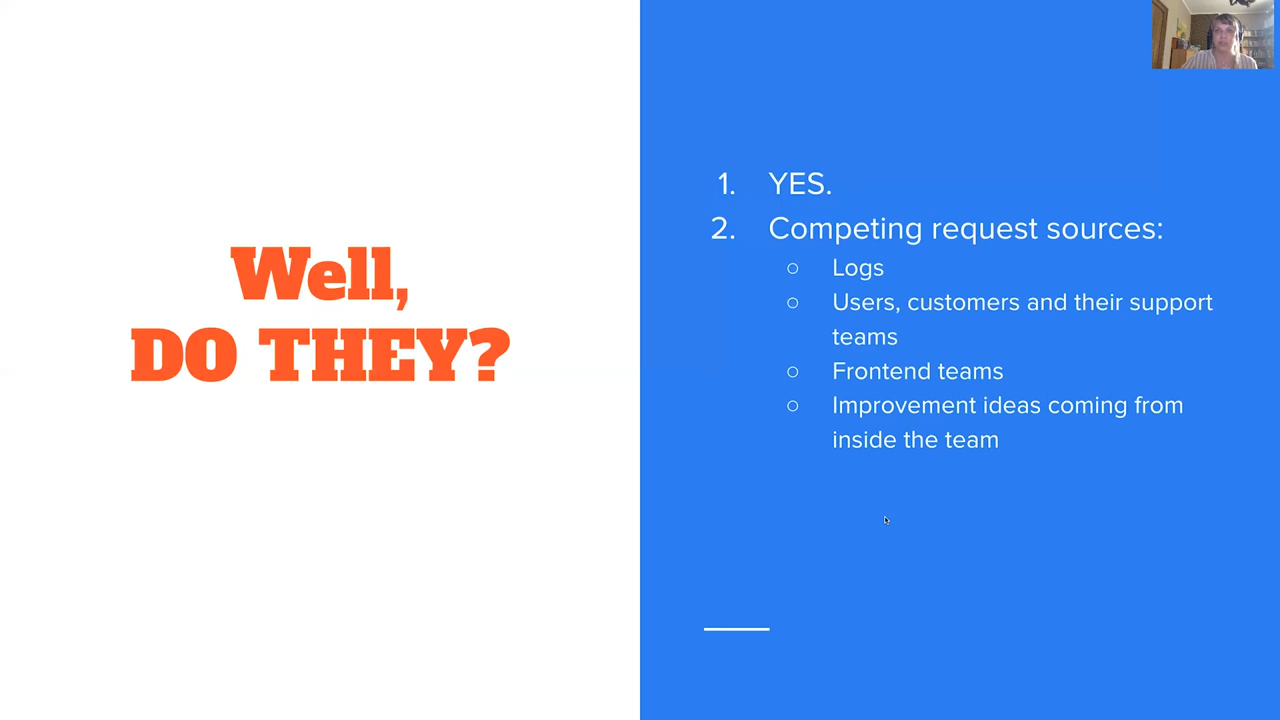 Well,
DO THEY?
1. YES.
2. Competing request sources:
○ Logs
○ Users, customers and their support
teams
○ Frontend teams
○ Improvement ideas coming from
inside the team